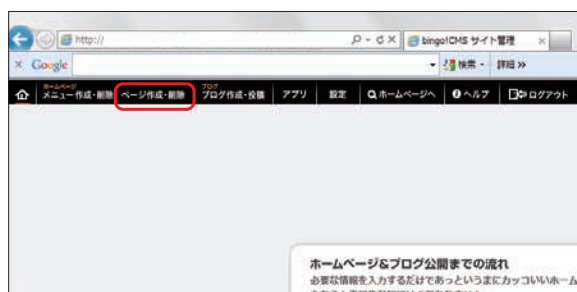 http://
bingo!CMS サイト管理
Google
検索
詳細 »
ホームページ
メニュー作成・削除
ページ作成・削除
ブログ
ブログ作成・投稿
アプリ
設定
ホームページへ
ヘルプ
ログアウト
ホームページ&ブログ公開までの流れ
必要な情報を入力するだけであっというまにカッコいいホーム